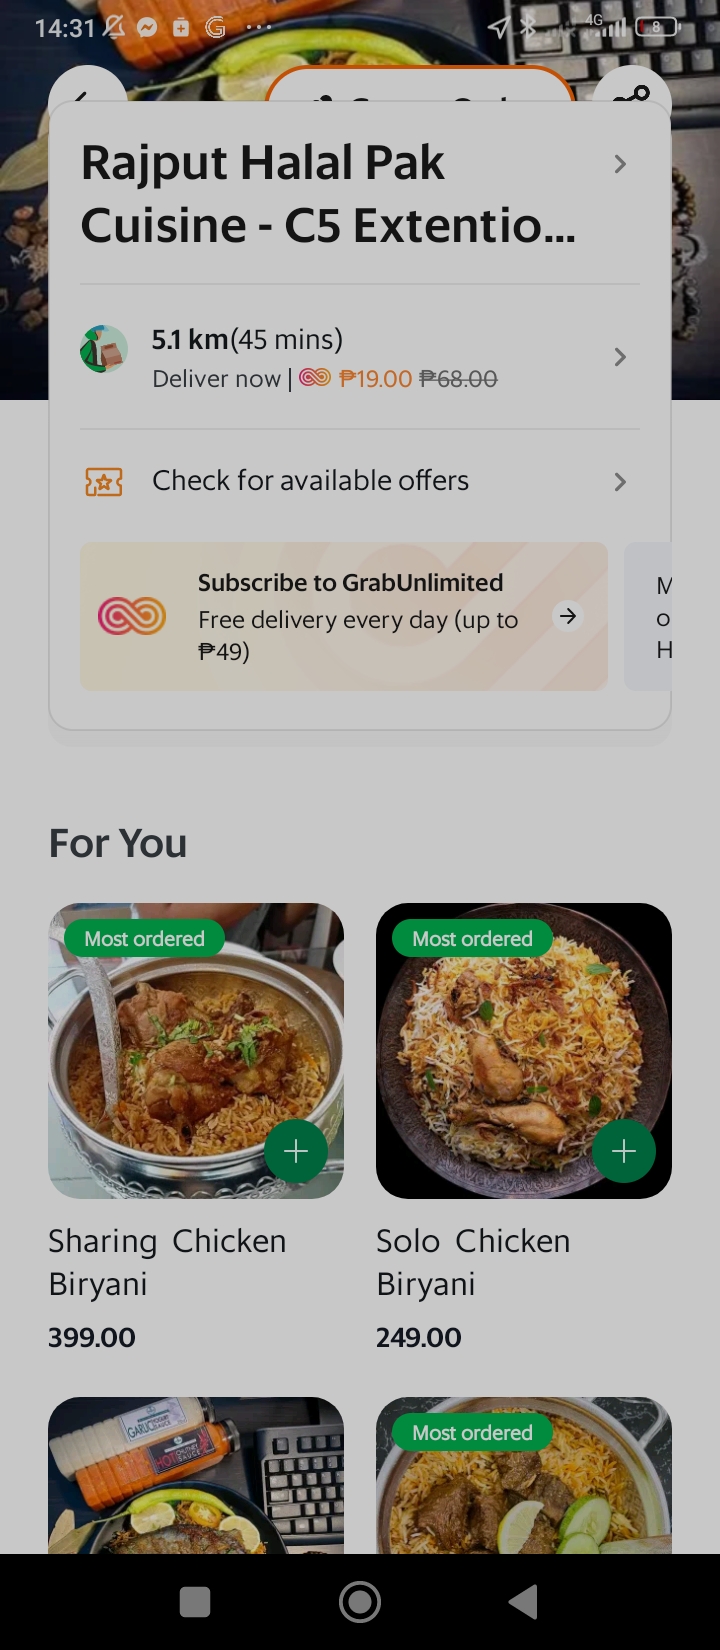 14:31
4G
8
Rajput Halal Pak
Cuisine - C5 Extentio...
5.1 km(45 mins)
Deliver now | ₱19.00 ₱68.00
Check for available offers
Subscribe to GrabUnlimited
Free delivery every day (up to
₱49)
M
o
H
For You
Most ordered
Most ordered
Sharing Chicken
Biryani
399.00
Solo Chicken
Biryani
249.00
GARLIC
SAUCE
HOT
SAUCE
Most ordered